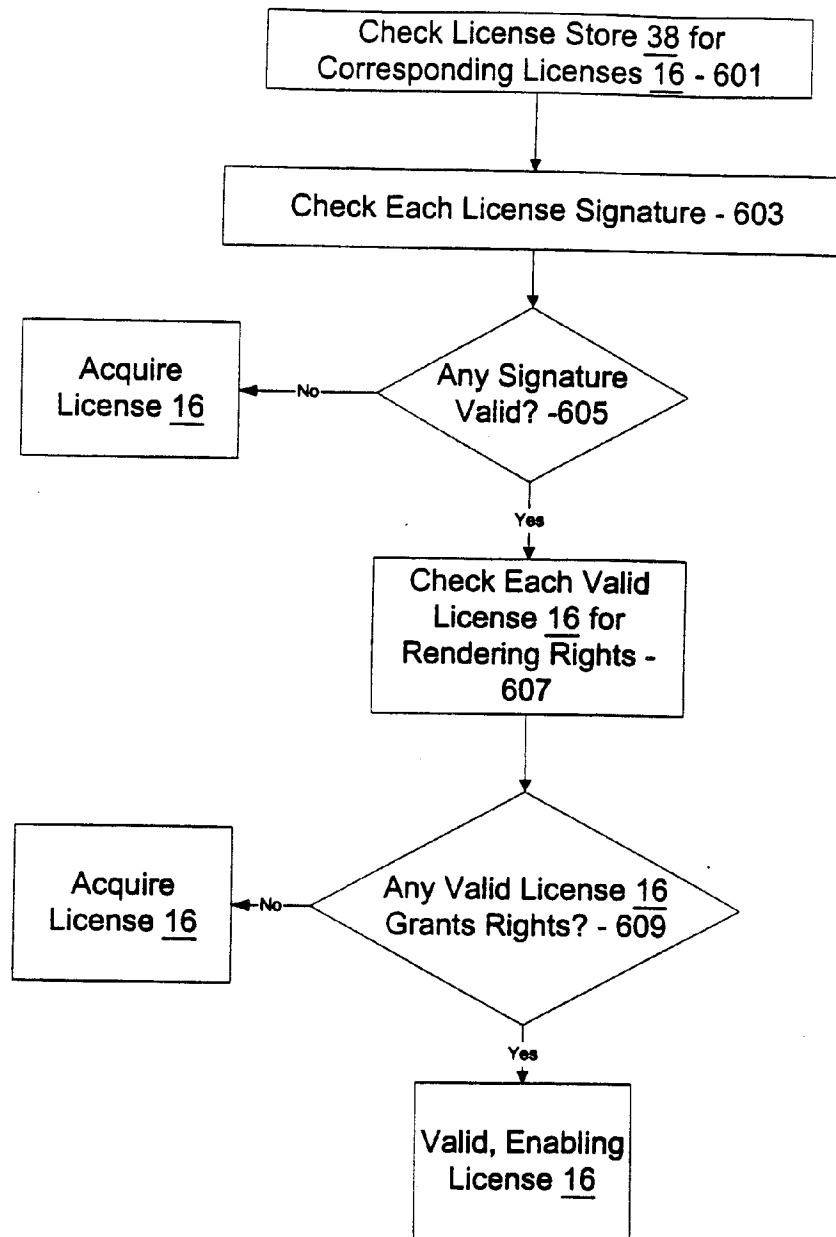 Check License Store 38 for
Corresponding Licenses 16 - 601
Check Each License Signature - 603
Any Signature
Valid? -605
No
Acquire
License 16
Yes
Check Each Valid
License 16 for
Rendering Rights -
607
Any Valid License 16
Grants Rights? - 609
No
Acquire
License 16
Yes
Valid, Enabling
License 16